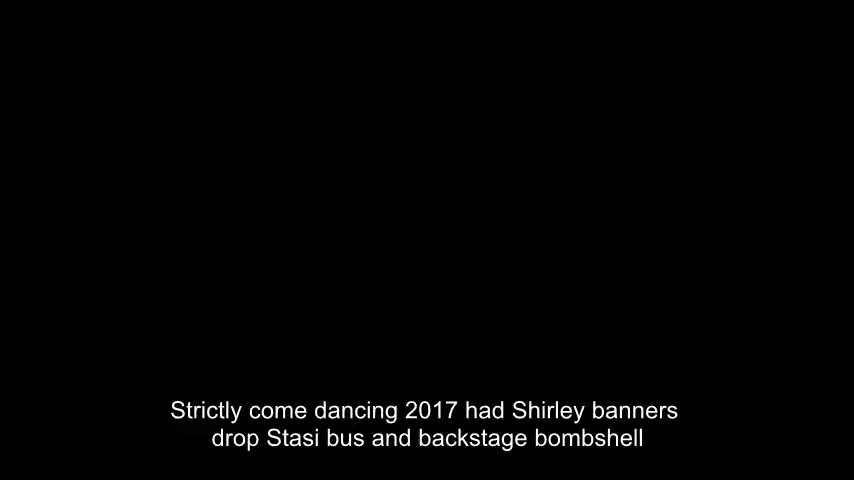 Strictly come dancing 2017 had Shirley banners
drop Stasi bus and backstage bombshell